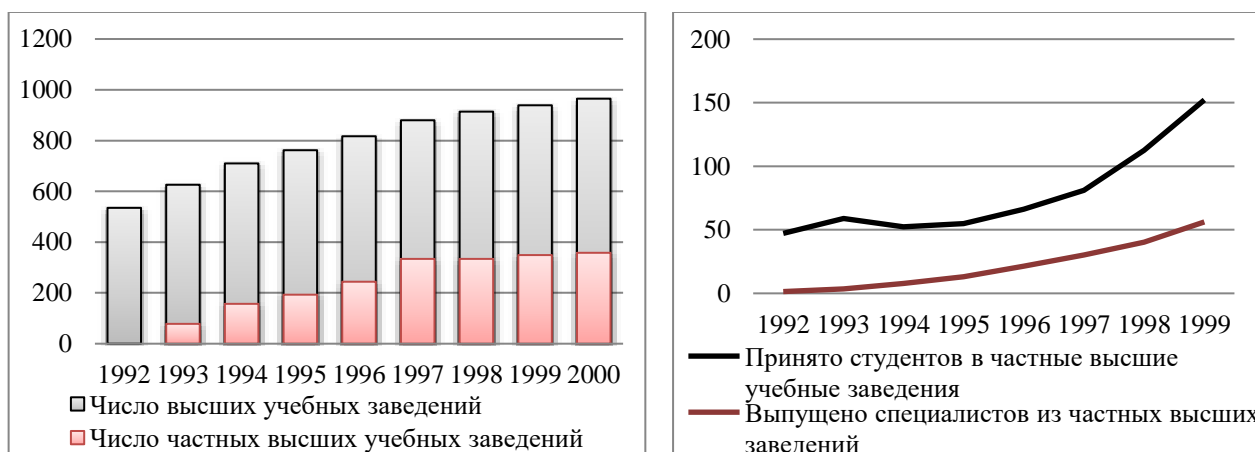 1200
1000
800
600
400
200
0
1992 1993 1994 1995 1996 1997 1998 1999 2000
Число высших учебных заведений
Число частных высших учебных заведений
200
150
100
50
0
1992 1993 1994 1995 1996 1997 1998 1999
Принято студентов в частные высшие
учебные заведения
Выпущено специалистов из частных высших
заведений